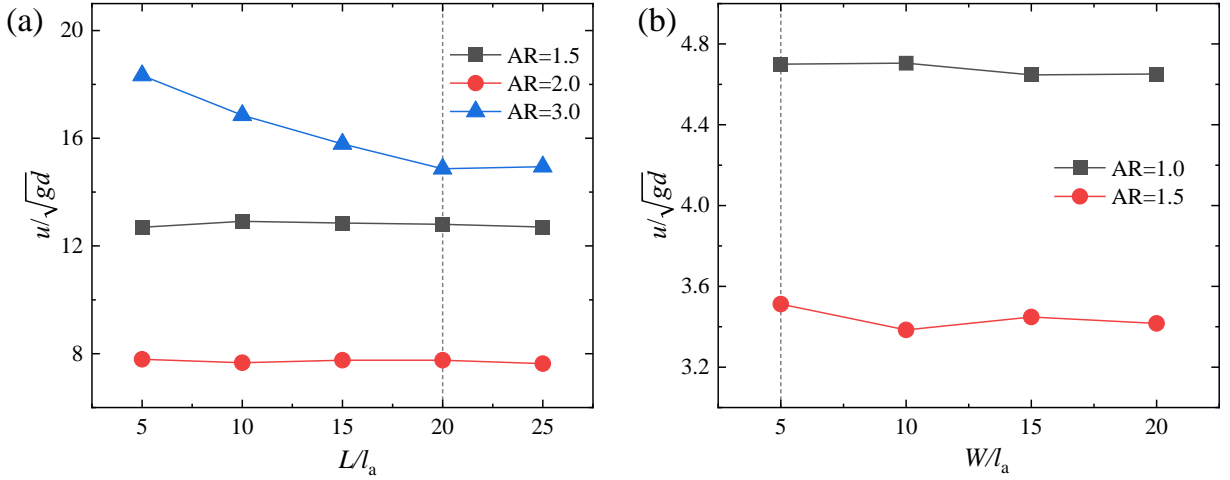 (a)
u/√gd
20
16
12
8
AR=1.5
AR=2.0
AR=3.0
5 10 15 20 25
L/lₐ
(b)
u/√gd
4.8
4.4
4.0
3.6
3.2
AR=1.0
AR=1.5
5 10 15 20
W/lₐ